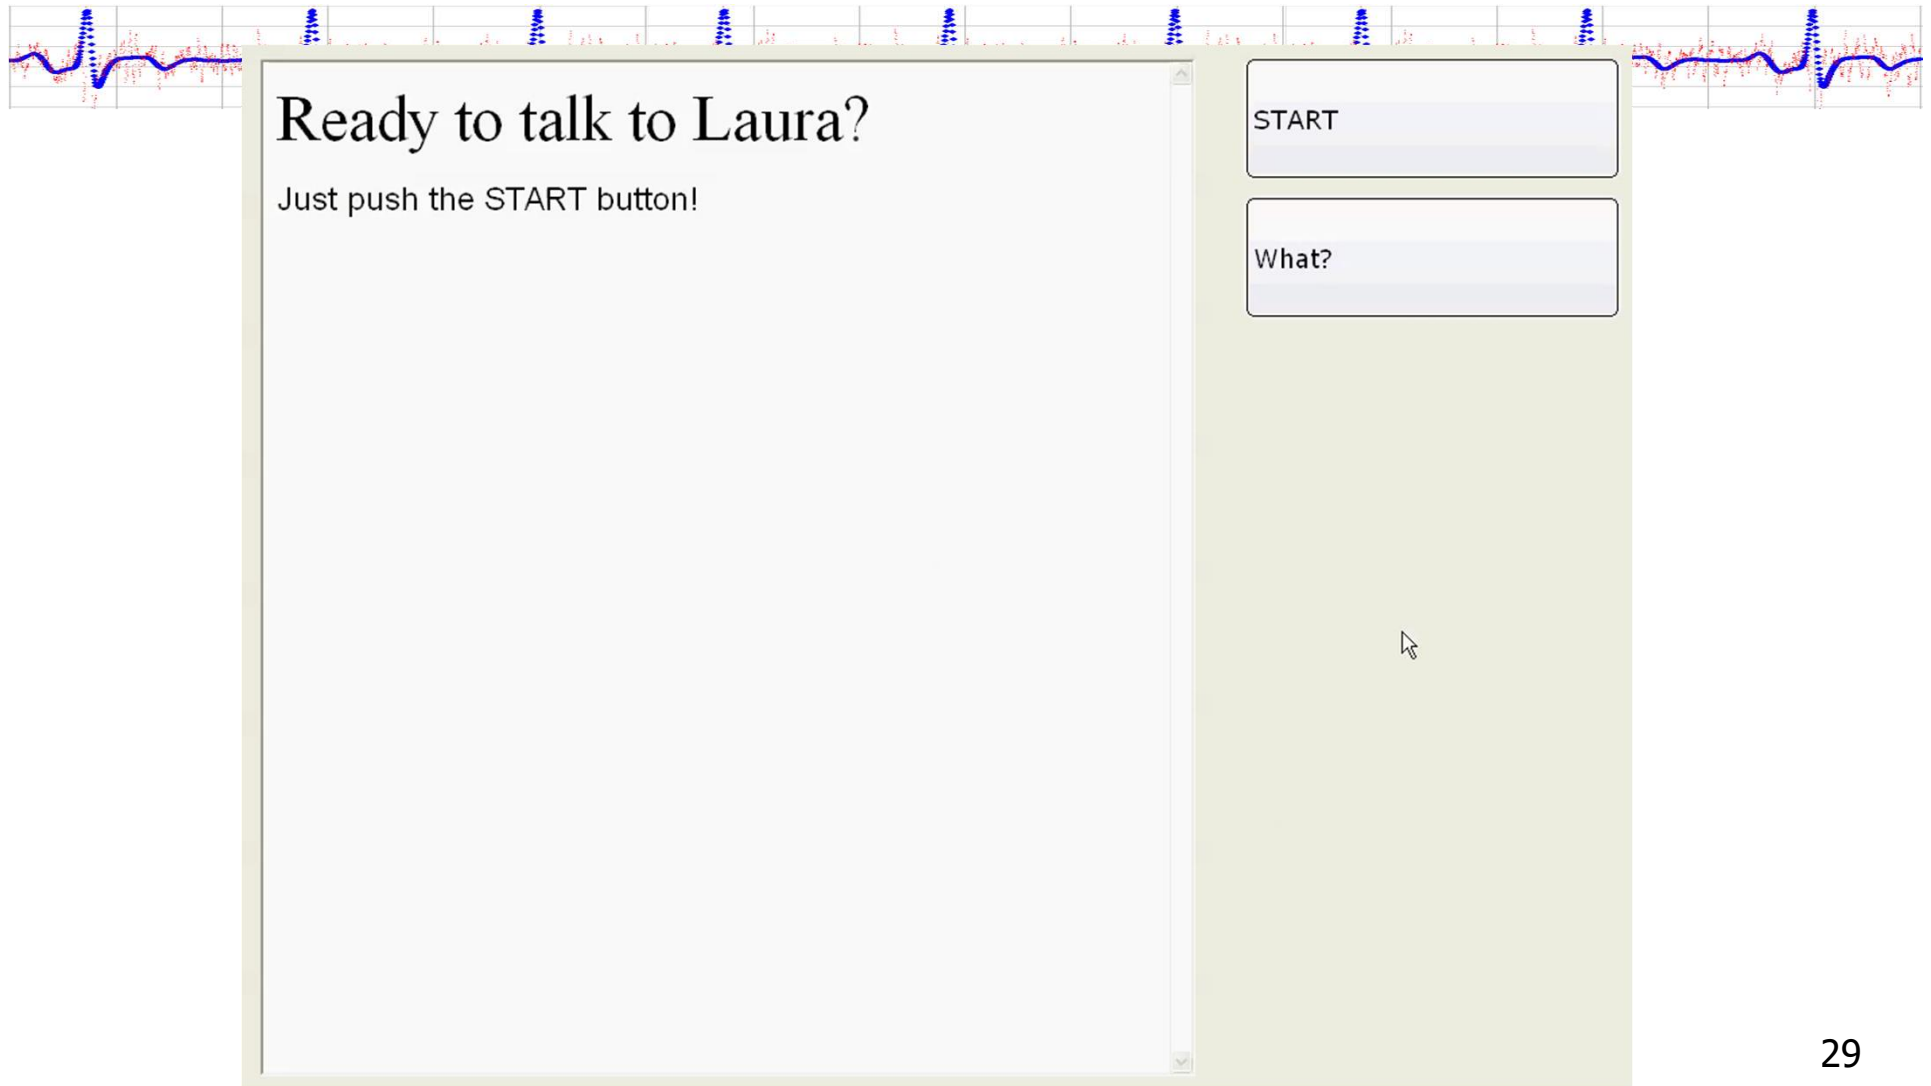 Ready to talk to Laura?
Just push the START button!
START
What?
29